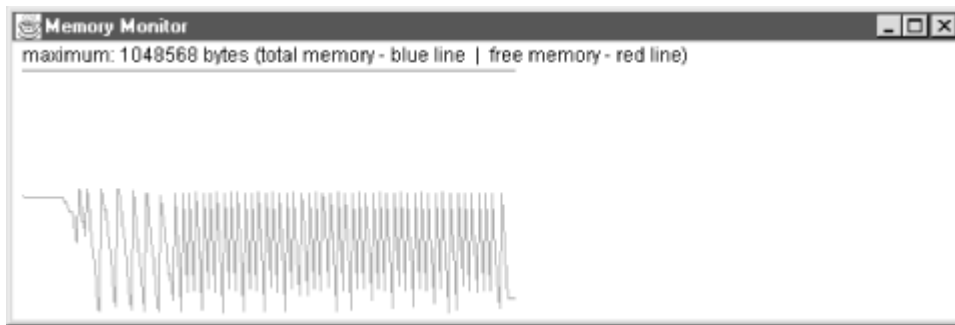 Memory Monitor
maximum: 1048568 bytes (total memory - blue line | free memory - red line)